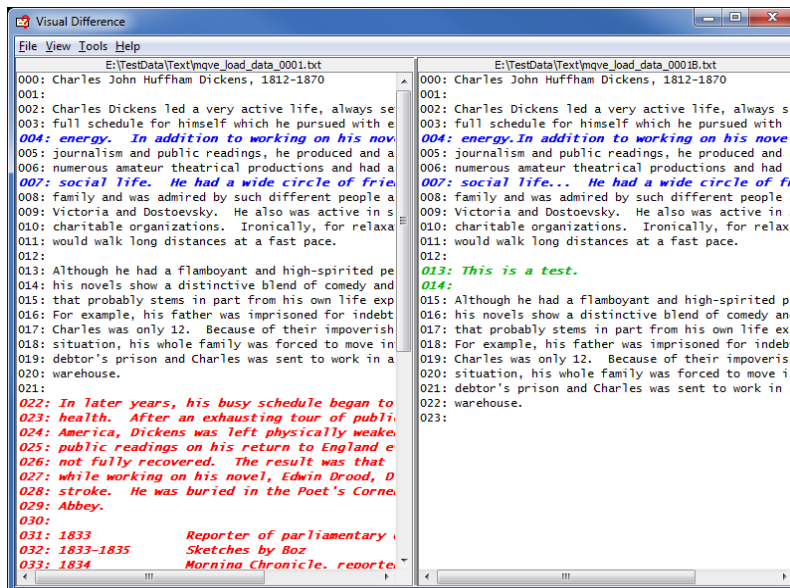 Visual Difference
File View Tools Help
E:\TestData\Text\mqve_load_data_0001.txt
000: Charles John Huffham Dickens, 1812-1870
001:
002: Charles Dickens led a very active life, always
003: full schedule for himself which he pursued with
004: energy.  In addition to working on his
005: journalism and public readings, he produced and
006: numerous amateur theatrical productions and had a
007: social life.  He had a wide circle of
008: family and was admired by such different people
009: Victoria and Dostoevsky.  He also was active in
010: charitable organizations.  Ironically, for
011: would walk long distances at a fast pace.
012:
013: Although he had a flamboyant and high-spirited
014: his novels show a distinctive blend of comedy and
015: that probably stems in part from his own life
016: For example, his father was imprisoned for
017: Charles was only 12.  Because of their
018: situation, his whole family was forced to move
019: debtor's prison and Charles was sent to work in a
020: warehouse.
021:
022: In later years, his busy schedule began to
023: health.  After an exhausting tour of
024: America, Dickens was left physically
025: public readings on his return to England
026: not fully recovered.  The result was that
027: while working on his novel, Edwin Drood,
028: stroke.  He was buried in the Poet's
029: Abbey.
030:
031: 1833 Reporter of parliamentary
032: 1833-1835 Sketches by Boz
033: 1834 Morning Chronicle, reporter
E:\TestData\Text\mqve_load_data_0001B.txt
000: Charles John Huffham Dickens, 1812-1870
001:
002: Charles Dickens led a very active life, always
003: full schedule for himself which he pursued with
004: energy.In addition to working on his
005: journalism and public readings, he produced and
006: numerous amateur theatrical productions and had
007: social life...  He had a wide circle of
008: family and was admired by such different people
009: Victoria and Dostoevsky.  He also was active in
010: charitable organizations.  Ironically, for
011: would walk long distances at a fast pace.
012:
013: This is a test.
014:
015: Although he had a flamboyant and high-spirited
016: his novels show a distinctive blend of comedy and
017: that probably stems in part from his own life
018: For example, his father was imprisoned for
019: Charles was only 12.  Because of their
020: situation, his whole family was forced to move
021: debtor's prison and Charles was sent to work in
022: warehouse.
023: